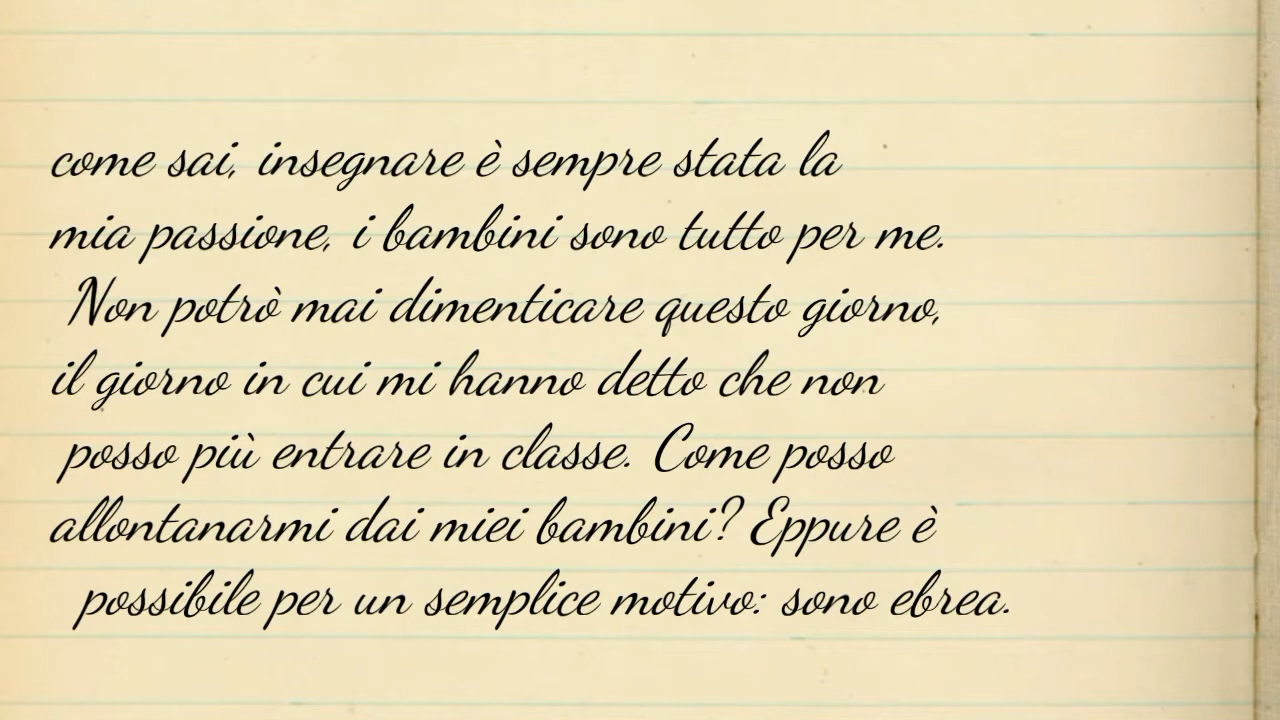 come sai, insegnare è sempre stata la
mia passione, i bambini sono tutto per me.
Non potrò mai dimenticare questo giorno,
il giorno in cui mi hanno detto che non
posso più entrare in classe. Come posso
allontanarmi dai miei bambini? Eppure è
possibile per un semplice motivo: sono ebrea.